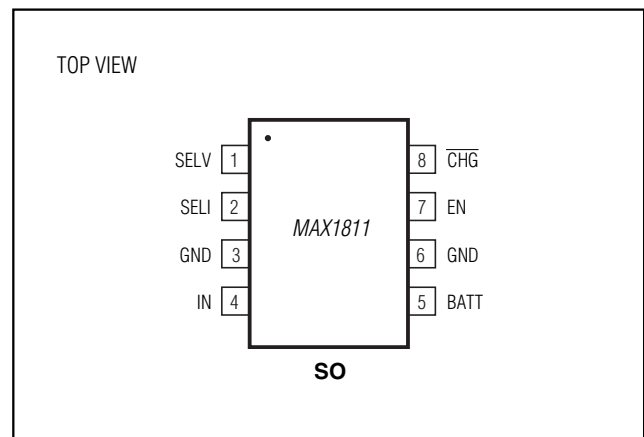 TOP VIEW
SELV 1
8 C̅H̅G̅
SELI 2
7 EN
MAX1811
GND 3
6 GND
IN 4
5 BATT
SO